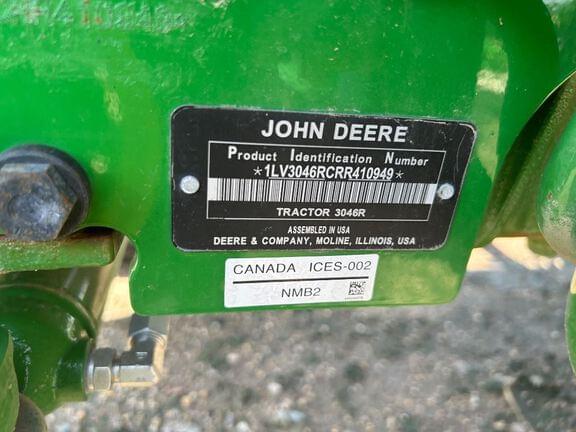 JOHN DEERE
Product Identification Number
*1LV3046RCRR410949*
TRACTOR 3046R
ASSEMBLED IN USA
DEERE & COMPANY, MOLINE, ILLINOIS, USA
CANADA ICES-002
NMB2